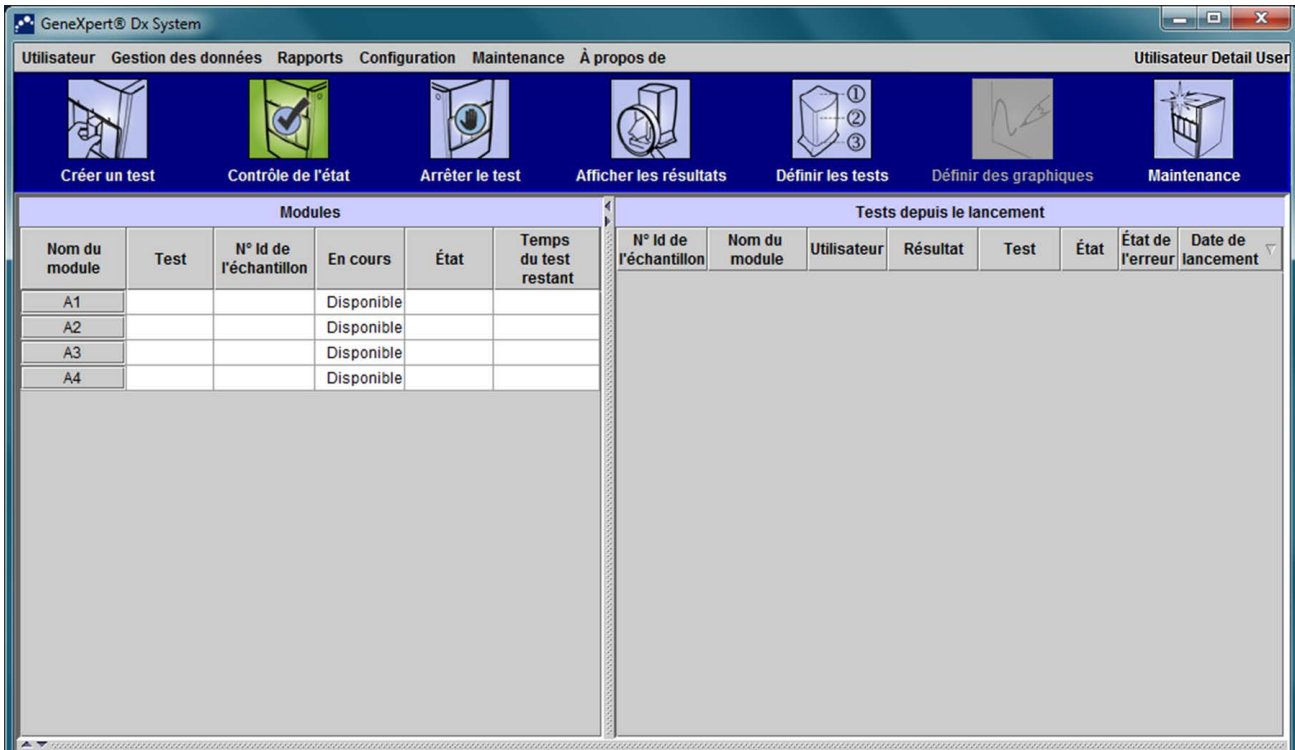 GeneXpert® Dx System
Utilisateur Gestion des données Rapports Configuration Maintenance À propos de Utilisateur Detail User
① ② ③
Créer un test Contrôle de l'état Arrêter le test Afficher les résultats Définir les tests Définir des graphiques Maintenance
Modules
Nom du module Test N° Id de l'échantillon En cours État Temps du test restant
A1 Disponible
A2 Disponible
A3 Disponible
A4 Disponible
Tests depuis le lancement
N° Id de l'échantillon Nom du module Utilisateur Résultat Test État État de l'erreur Date de lancement